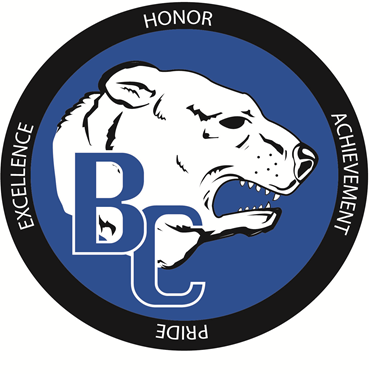 HONOR
ACHIEVEMENT
PRIDE
EXCELLENCE
BC